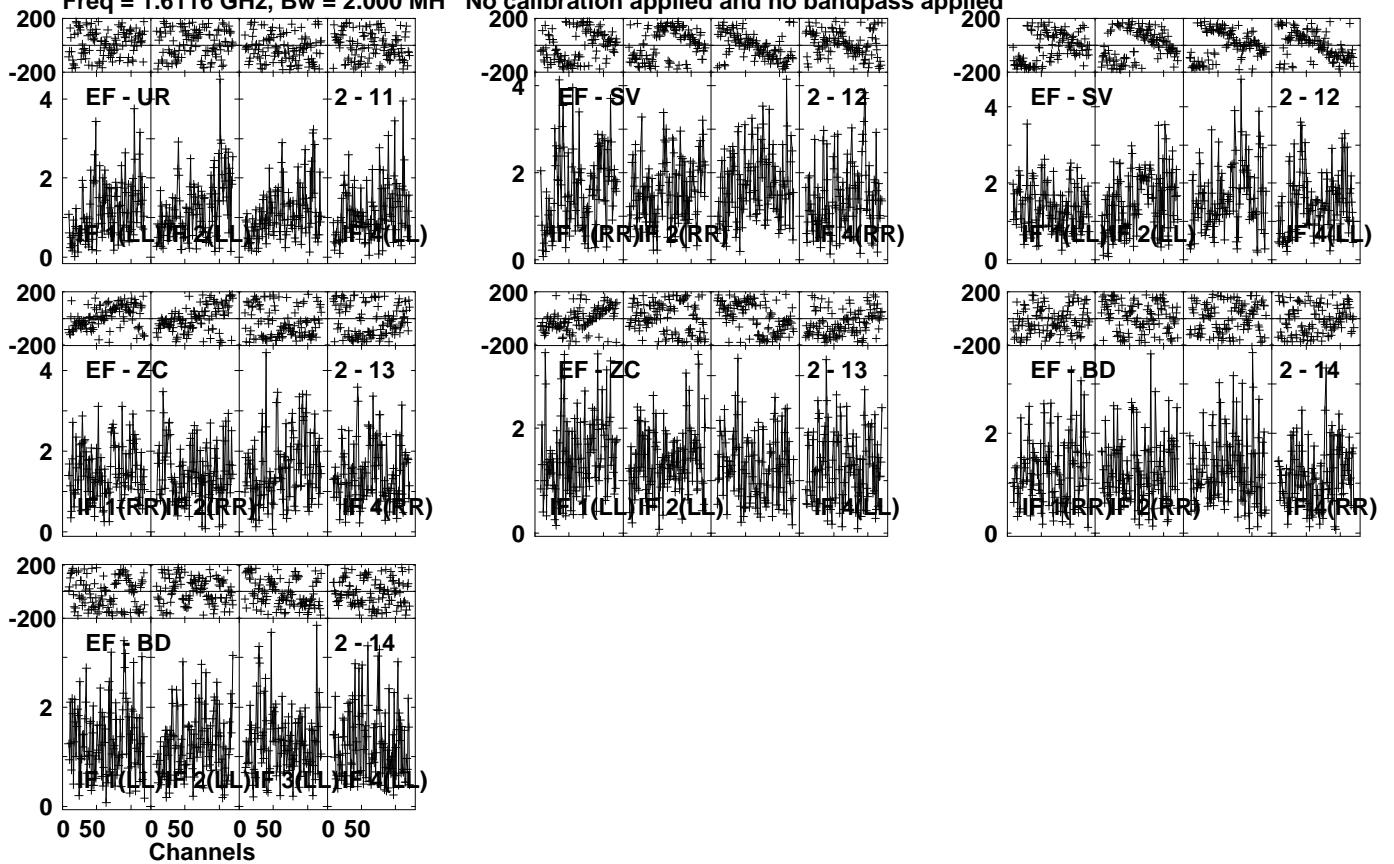 Freq = 1.6116 GHz, Bw = 2.000 MH No calibration applied and no bandpass applied
200
-200
EF - UR 2 - 11
4
2
0
IF 1(LL) IF 2(LL) IF 4(LL)
200
-200
EF - SV 2 - 12
4
2
0
IF 1(RR) IF 2(RR) IF 4(RR)
200
-200
EF - SV 2 - 12
4
2
0
IF 1(LL) IF 2(LL) IF 4(LL)
200
-200
EF - ZC 2 - 13
4
2
0
IF 1(RR) IF 2(RR) IF 4(RR)
200
-200
EF - ZC 2 - 13
2
0
IF 1(LL) IF 2(LL) IF 4(LL)
200
-200
EF - BD 2 - 14
2
0
IF 1(RR) IF 2(RR) IF 4(RR)
200
-200
EF - BD 2 - 14
2
0
IF 1(LL) IF 2(LL) IF 3(LL) IF 4(LL)
0 50 0 50 0 50 0 50
Channels